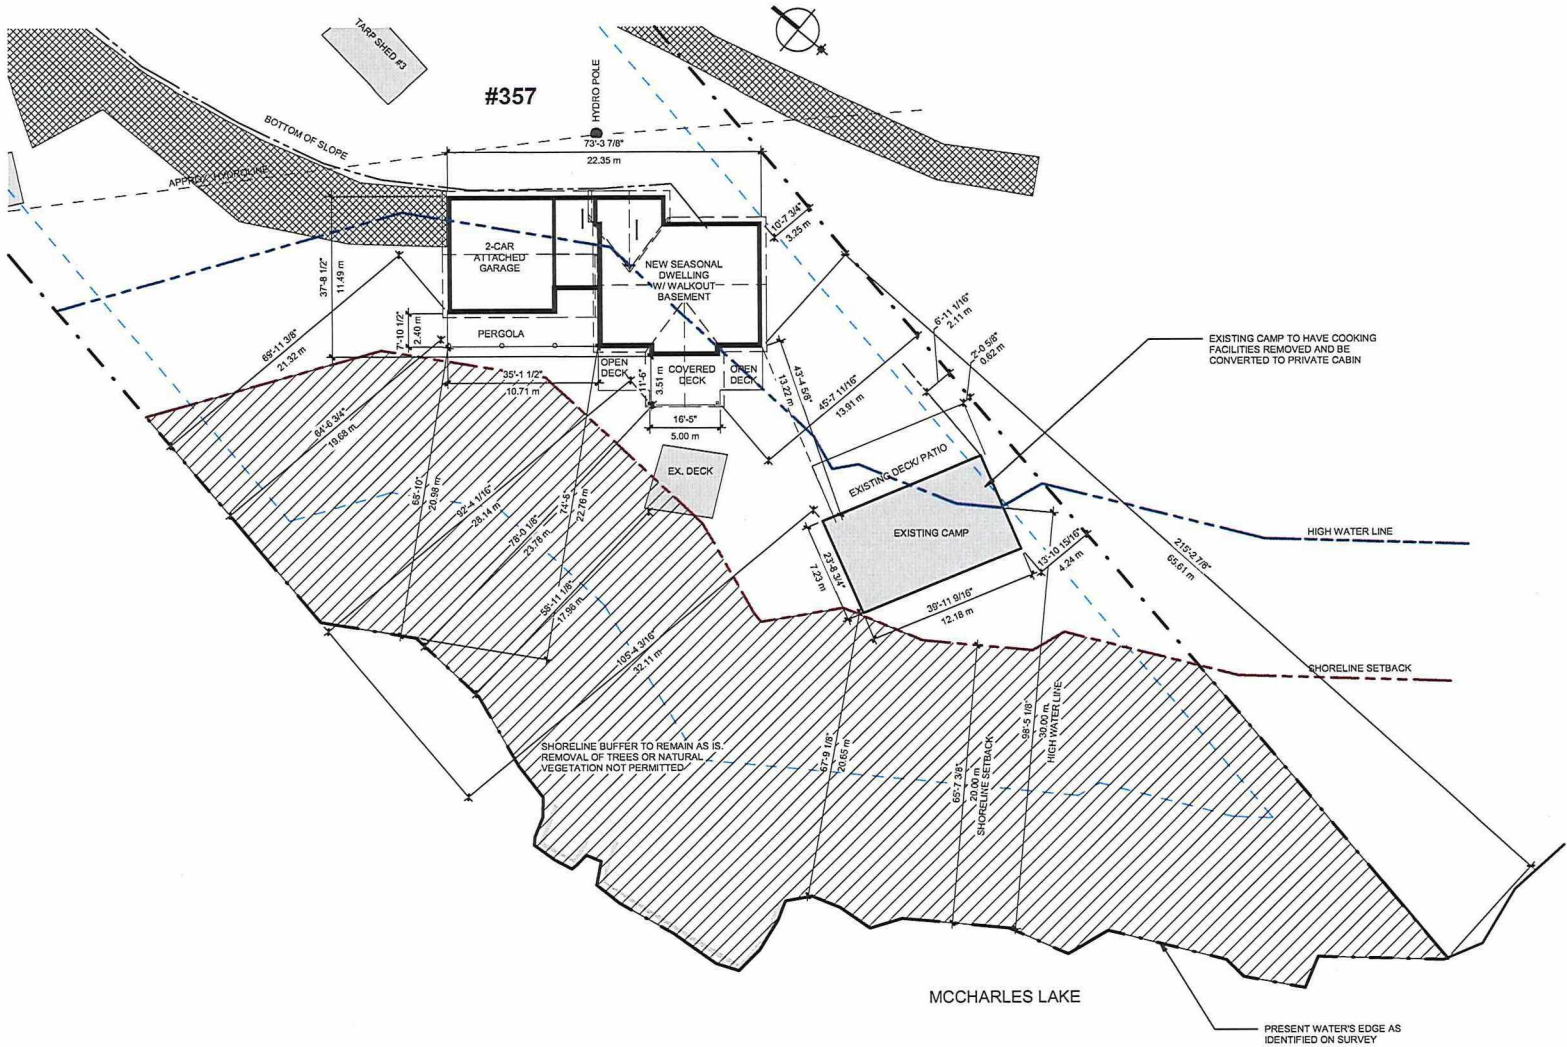 TARP SHED #3
#357
HYDRO POLE
BOTTOM OF SLOPE
APPROX. HYDROLINE
73'-3 7/8"
22.35 m
10'-7 3/4"
3.25 m
37'-8 1/2"
11.49 m
2-CAR
ATTACHED
GARAGE
NEW SEASONAL
DWELLING
W/ WALKOUT
BASEMENT
7'-10 1/2"
2.40 m
PERGOLA
69'-11 3/8"
21.32 m
OPEN
DECK
COVERED
DECK
OPEN
DECK
11'-6"
3.51 m
35'-1 1/2"
10.71 m
16'-5"
5.00 m
43'-4 5/8"
13.22 m
45'-7 11/16"
13.91 m
6'-11 1/16"
2.11 m
2'-0 5/8"
0.62 m
EXISTING CAMP TO HAVE COOKING
FACILITIES REMOVED AND BE
CONVERTED TO PRIVATE CABIN
64'-6 3/4"
19.68 m
68'-10"
20.98 m
92'-4 1/16"
28.14 m
78'-0 1/8"
23.78 m
74'-8"
22.76 m
EX. DECK
EXISTING DECK/ PATIO
EXISTING CAMP
HIGH WATER LINE
23'-8 3/4"
7.23 m
39'-11 9/16"
12.18 m
13'-10 15/16"
4.24 m
215'-2 7/8"
65.61 m
17.96 m
105'-4 3/16"
32.11 m
SHORELINE SETBACK
SHORELINE BUFFER TO REMAIN AS IS.
REMOVAL OF TREES OR NATURAL
VEGETATION NOT PERMITTED
67'-9 1/8"
20.65 m
65'-7 3/8"
20.00 m
SHORELINE SETBACK
98'-5 1/8"
30.00 m
HIGH WATER LINE
MCCHARLES LAKE
PRESENT WATER'S EDGE AS
IDENTIFIED ON SURVEY